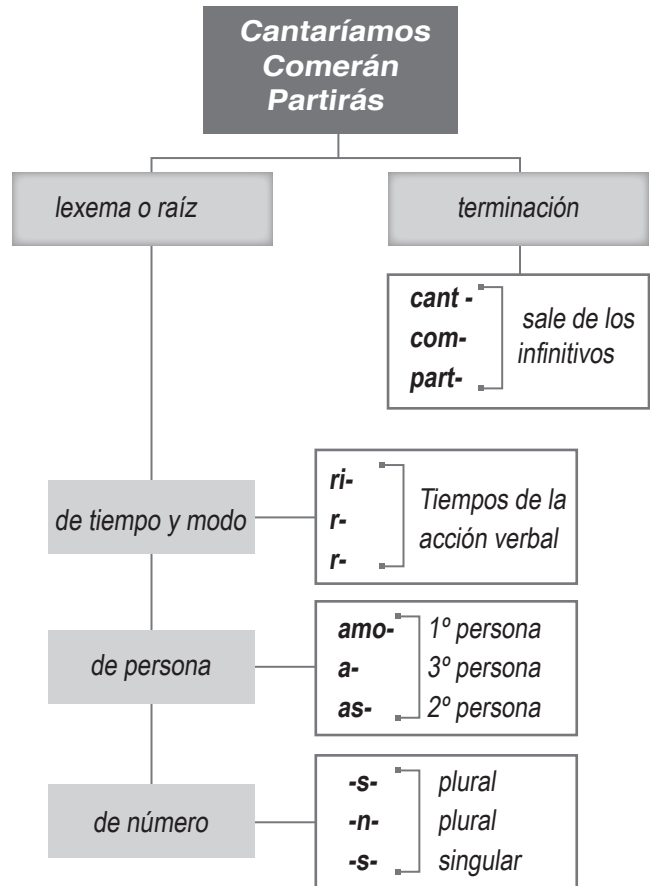 Cantaríamos
Comerán
Partirás
lexema o raíz
terminación
cant -
com-
part-
sale de los
infinitivos
de tiempo y modo
ri-
r-
r-
Tiempos de la
acción verbal
de persona
amo- 1º persona
a- 3º persona
as- 2º persona
de número
-s- plural
-n- plural
-s- singular